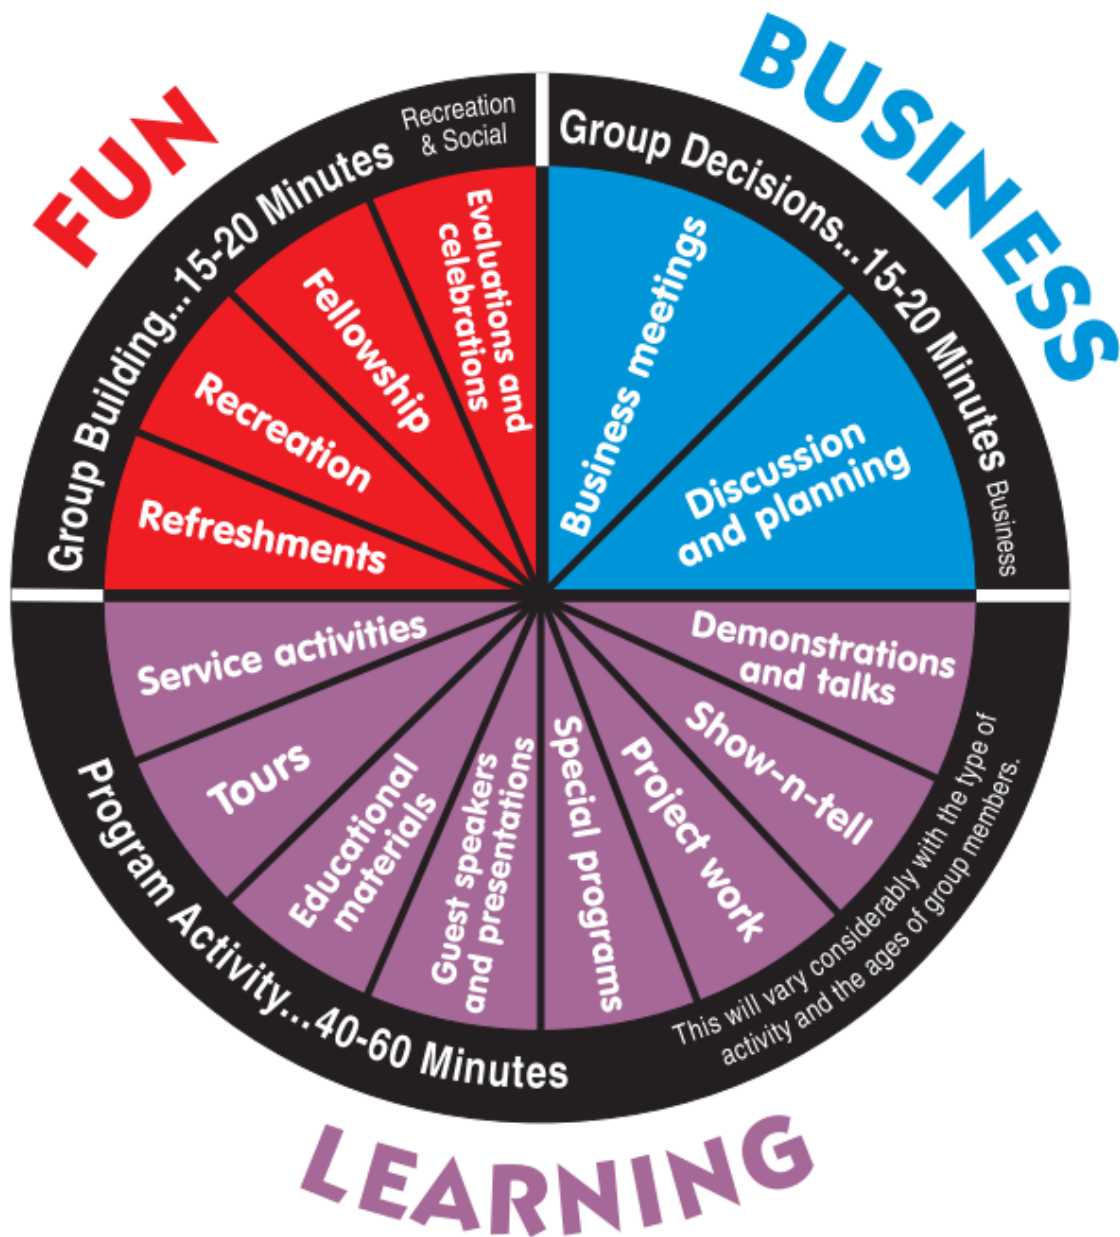 FUN
Group Building...15-20 Minutes
Recreation
& Social
Evaluations and
celebrations
Fellowship
Recreation
Refreshments
BUSINESS
Group Decisions...15-20 Minutes
Business
Business meetings
Discussion
and planning
LEARNING
Program Activity...40-60 Minutes
This will vary considerably with the type of
activity and the ages of group members.
Demonstrations
and talks
Show-n-tell
Project work
Special programs
Guest speakers
and presentations
Educational
materials
Tours
Service activities